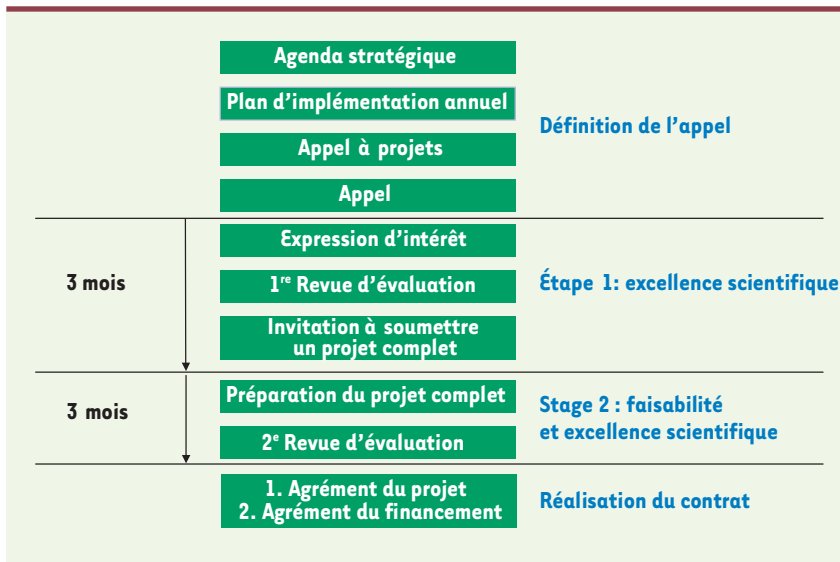 Agenda stratégique
Plan d'implémentation annuel
Appel à projets
Appel
Définition de l'appel
3 mois
Expression d'intérêt
1re Revue d'évaluation
Invitation à soumettre
un projet complet
Étape 1: excellence scientifique
3 mois
Préparation du projet complet
2e Revue d'évaluation
Stage 2 : faisabilité
et excellence scientifique
1. Agrément du projet
2. Agrément du financement
Réalisation du contrat